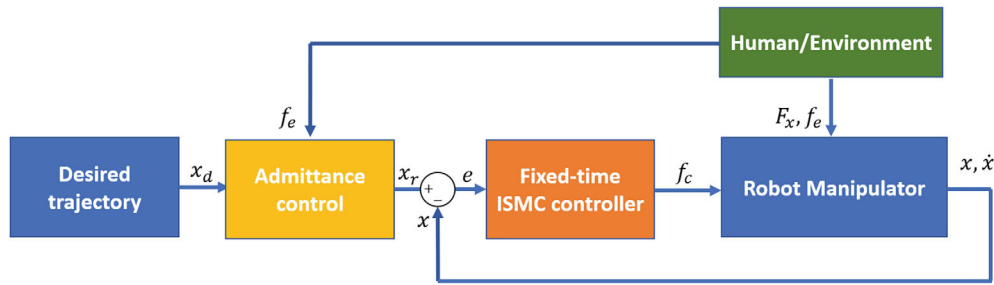 Human/Environment
f_e
F_x, f_e
Desired
trajectory
x_d
Admittance
control
x_r
+
−
x
e
Fixed-time
ISMC controller
f_c
Robot Manipulator
x, ẋ